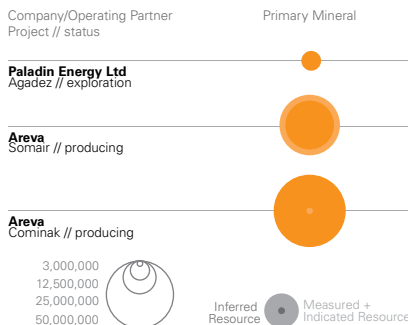 Company/Operating Partner Primary Mineral
Project // status
Paladin Energy Ltd
Agadez // exploration
Areva
Somair // producing
Areva
Cominak // producing
3,000,000
12,500,000
25,000,000
50,000,000
Inferred Resource
Measured + Indicated Resource